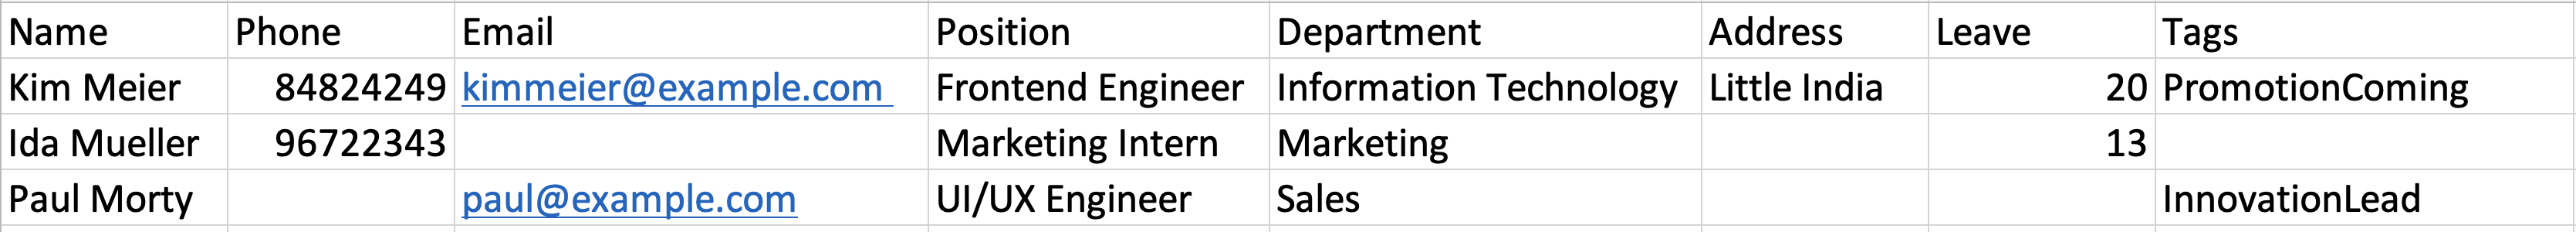 Name Phone Email Position Department Address Leave Tags
Kim Meier 84824249 kimmeier@example.com Frontend Engineer Information Technology Little India 20 PromotionComing
Ida Mueller 96722343 Marketing Intern Marketing 13
Paul Morty paul@example.com UI/UX Engineer Sales InnovationLead